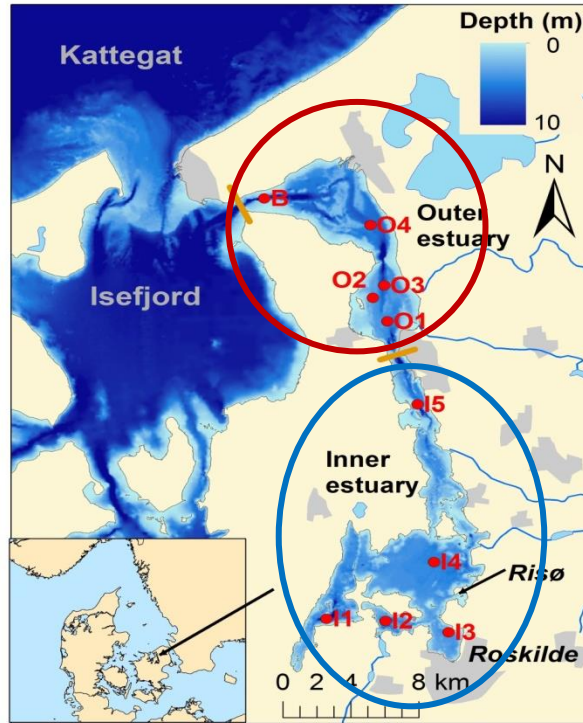 Depth (m)
0
10
Kattegat
N
B
O4
Outer
estuary
Isefjord
O2
O3
O1
I5
Inner
estuary
I4
Risø
I1
I2
I3
Roskilde
0
4
8 km